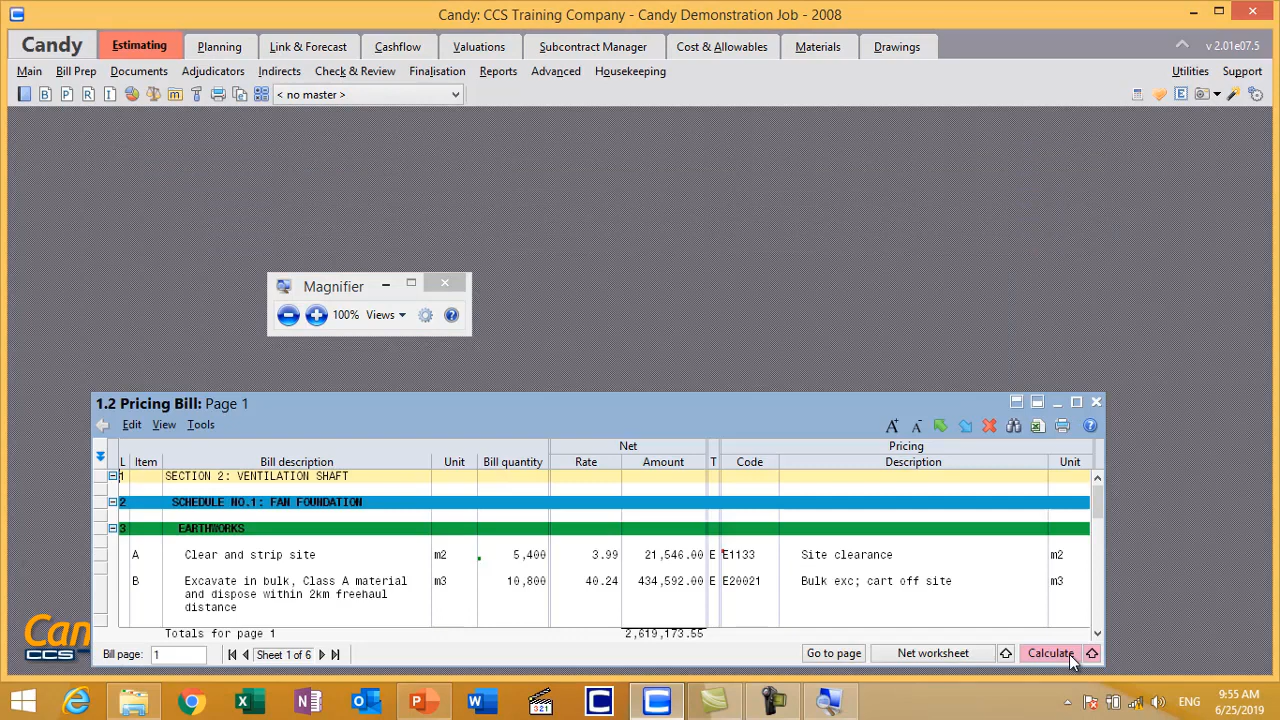 Candy: CCS Training Company - Candy Demonstration Job - 2008
Candy Estimating Planning Link & Forecast Cashflow Valuations Subcontract Manager Cost & Allowables Materials Drawings v 2.01e07.5
Main Bill Prep Documents Adjudicators Indirects Check & Review Finalisation Reports Advanced Housekeeping Utilities Support
B P R I m < no master > E
Magnifier
100% Views
1.2 Pricing Bill: Page 1
Edit View Tools
Net Pricing
L Item Bill description Unit Bill quantity Rate Amount T Code Description Unit
1 SECTION 2: VENTILATION SHAFT
2 SCHEDULE NO.1: FAN FOUNDATION
3 EARTHWORKS
A Clear and strip site m2 5,400 3.99 21,546.00 E E1133 Site clearance m2
B Excavate in bulk, Class A material m3 10,800 40.24 434,592.00 E E20021 Bulk exc; cart off site m3
and dispose within 2km freehaul
distance
Totals for page 1 2,619,173.55
Bill page: 1 Sheet 1 of 6 Go to page Net worksheet Calculate
Can
CCS
ENG
9:55 AM
6/25/2019